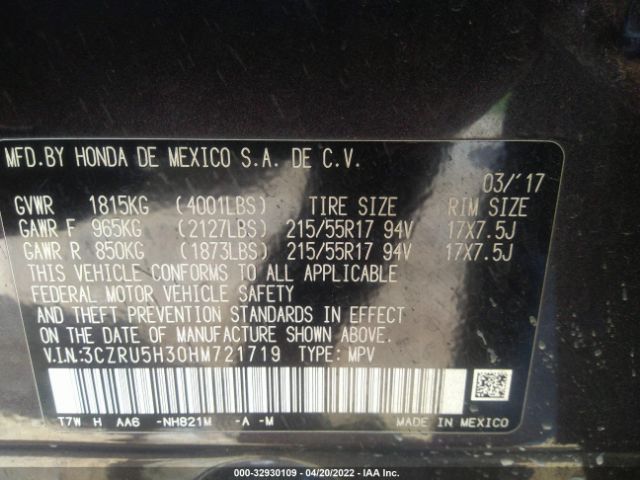 MFD.BY HONDA DE MEXICO S.A. DE C.V.
03/'17
GVWR 1815KG (4001LBS) TIRE SIZE RIM SIZE
GAWR F 965KG (2127LBS) 215/55R17 94V 17X7.5J
GAWR R 850KG (1873LBS) 215/55R17 94V 17X7.5J
THIS VEHICLE CONFORMS TO ALL APPLICABLE
FEDERAL MOTOR VEHICLE SAFETY
AND THEFT PREVENTION STANDARDS IN EFFECT
ON THE DATE OF MANUFACTURE SHOWN ABOVE.
V.I.N.:3CZRU5H30HM721719 TYPE: MPV
T7W H AA6 -NH821M -A -M MADE IN MEXICO
000-32930109 - 04/20/2022 - IAA Inc.